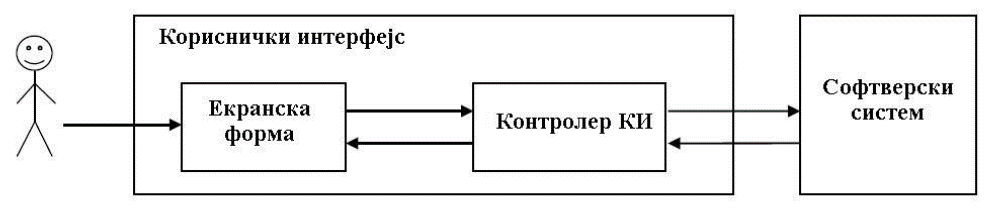 Кориснички интерфејс
Екранска
форма
Контролер КИ
Софтверски
систем